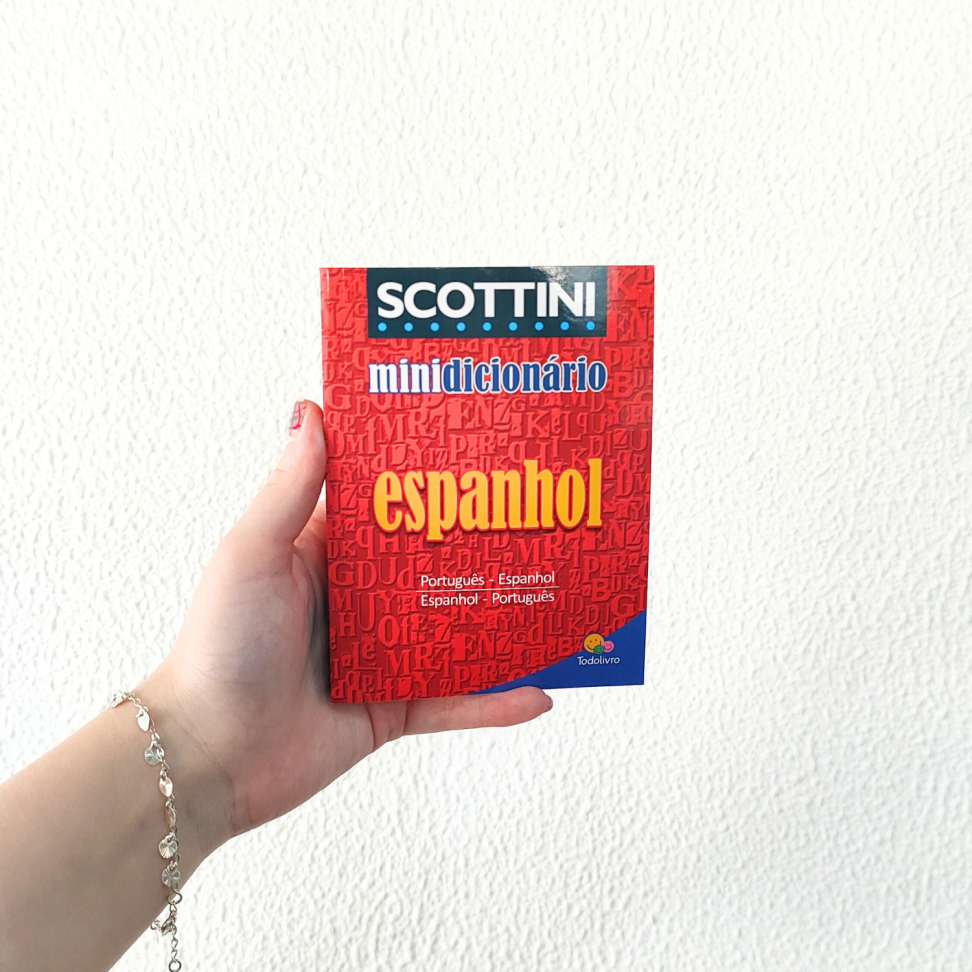 SCOTTINI
minidicionário
espanhol
Português - Espanhol
Espanhol - Português
Todolivro